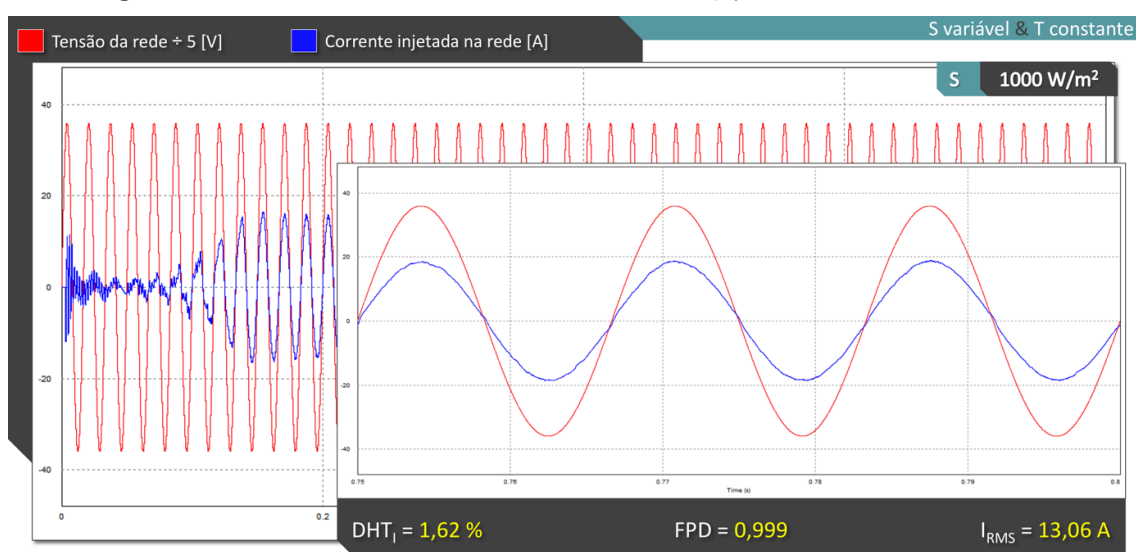 S variável & T constante
Tensão da rede ÷ 5 [V]
Corrente injetada na rede [A]
S 1000 W/m²
40
20
0
-20
-40
0
0.2
40
20
0
-20
-40
0.75
0.76
0.77
0.78
0.79
0.8
Time (s)
DHT_I = 1,62 %
FPD = 0,999
I_RMS = 13,06 A